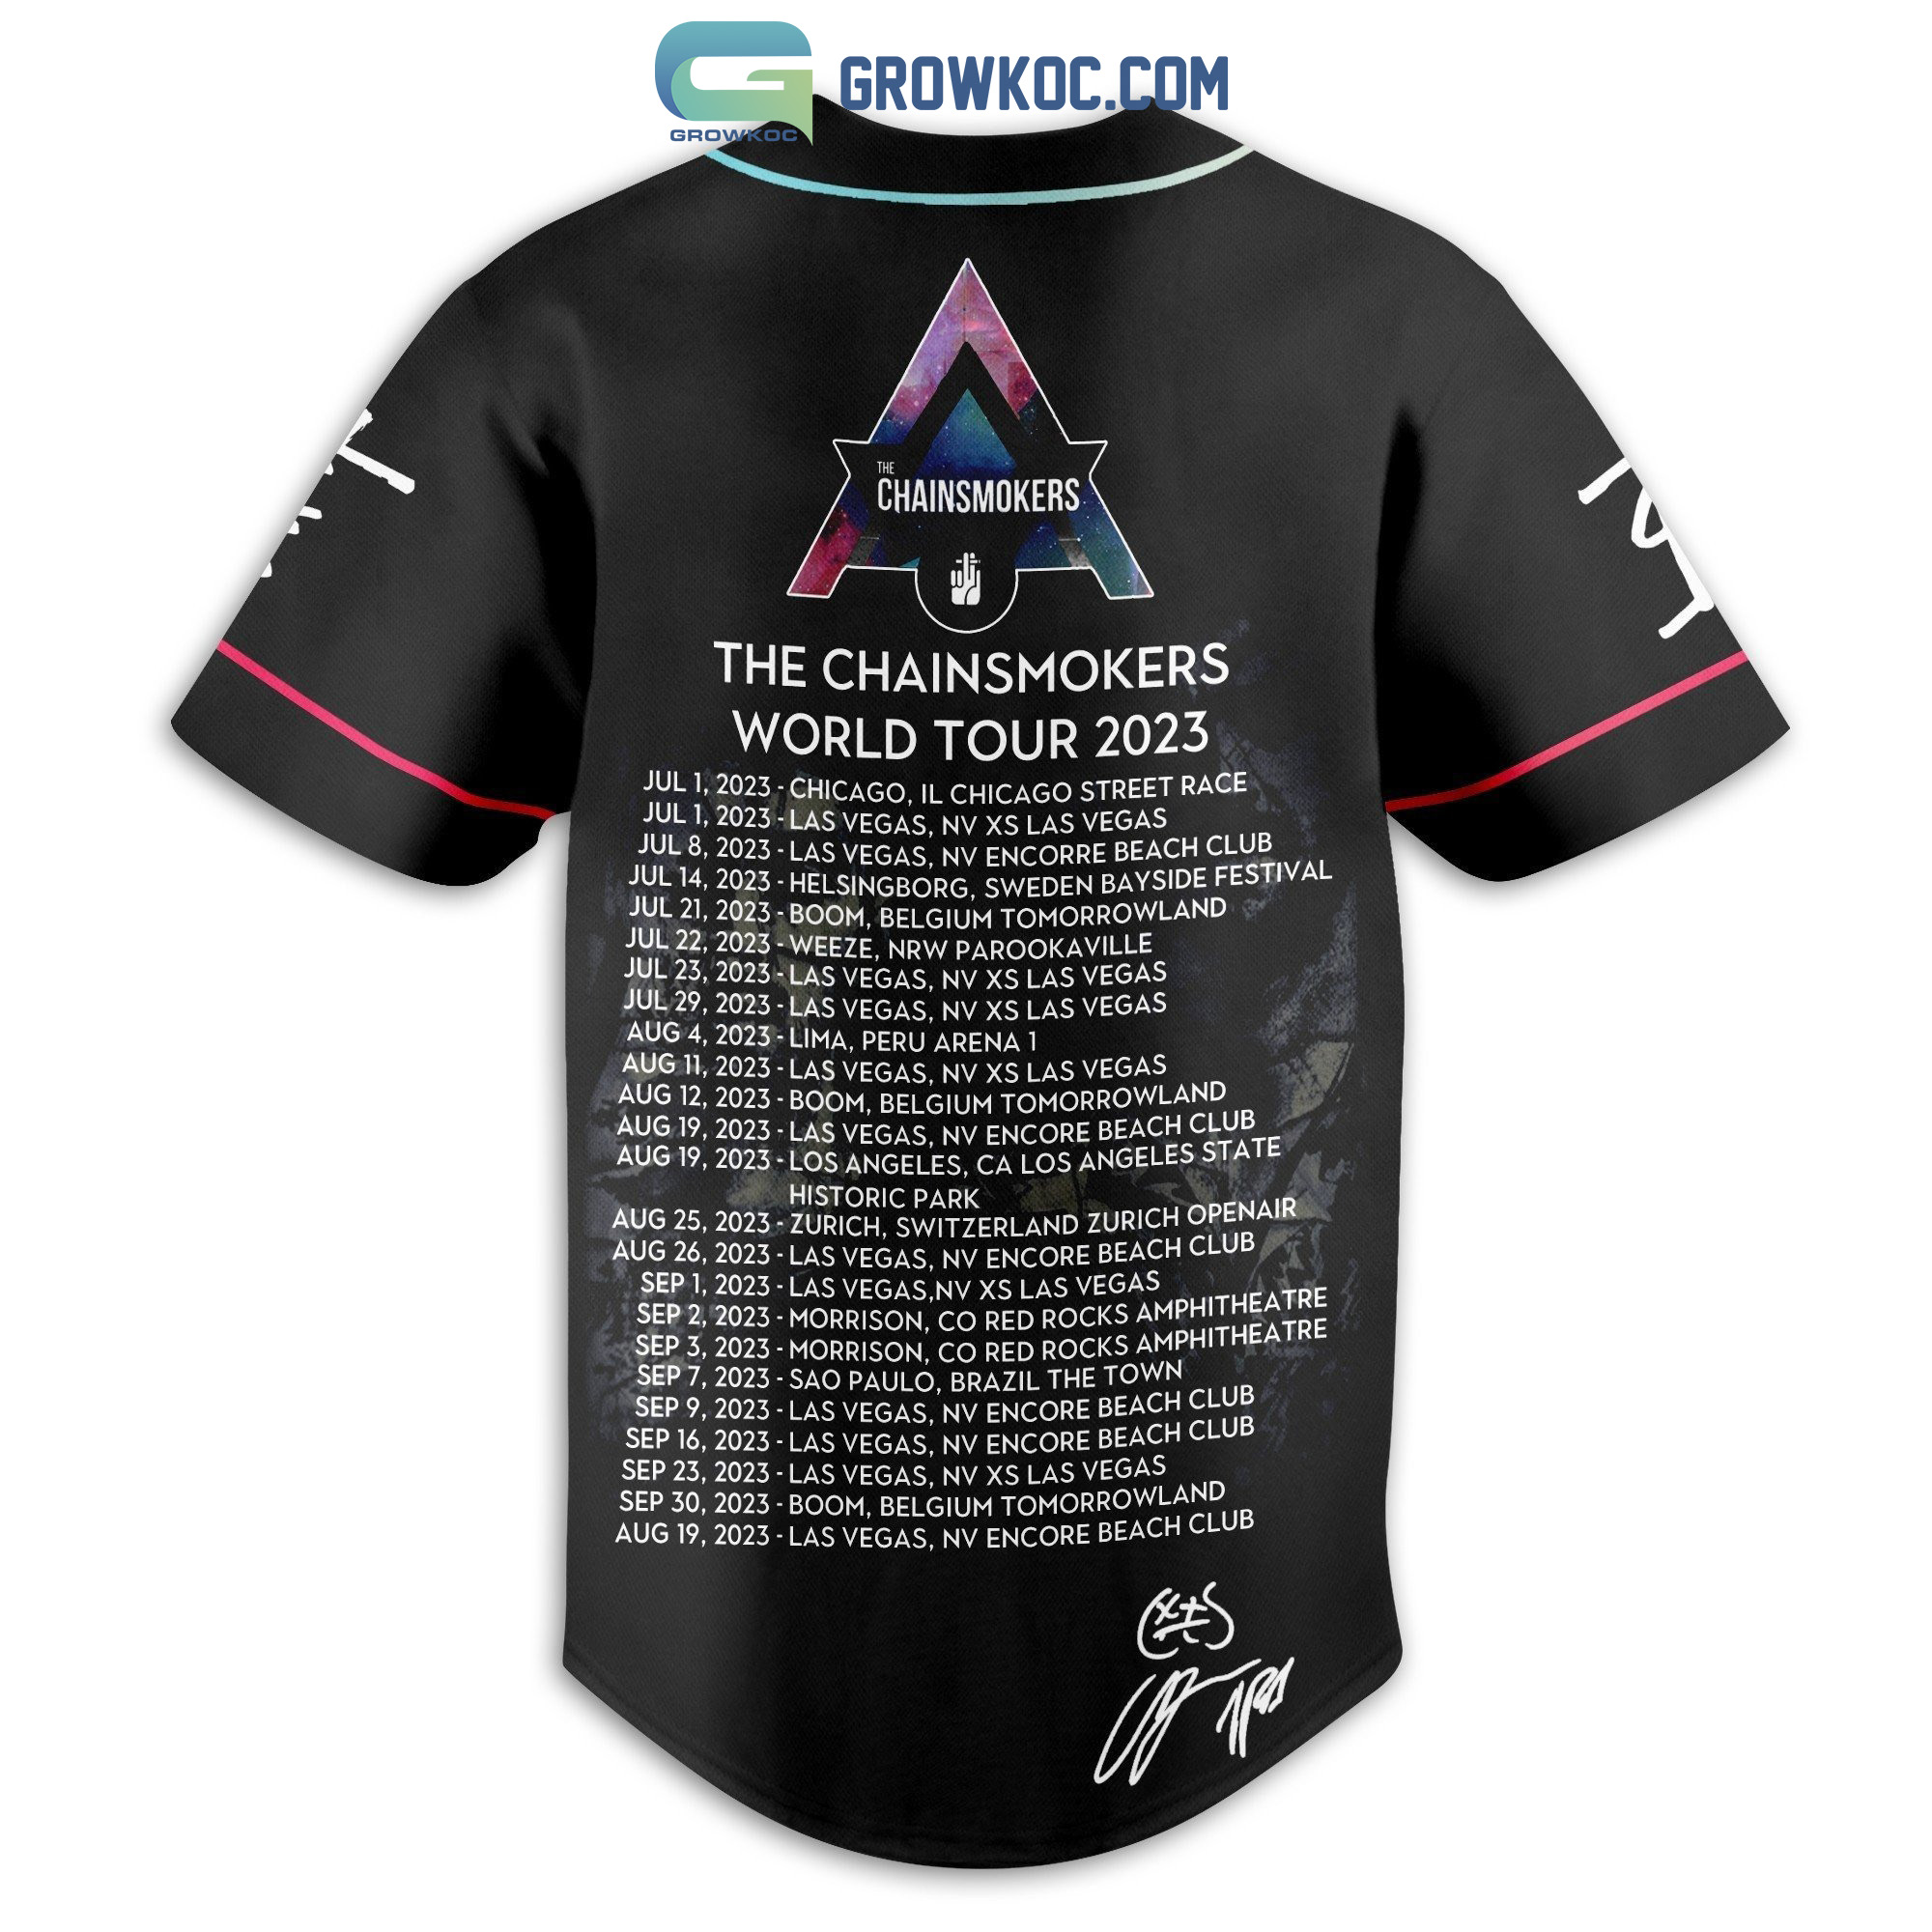 GROWKOC.COM
GROWKOC
THE
CHAINSMOKERS
THE CHAINSMOKERS
WORLD TOUR 2023
JUL 1, 2023 - CHICAGO, IL CHICAGO STREET RACE
JUL 1, 2023 - LAS VEGAS, NV XS LAS VEGAS
JUL 8, 2023 - LAS VEGAS, NV ENCORRE BEACH CLUB
JUL 14, 2023 - HELSINGBORG, SWEDEN BAYSIDE FESTIVAL
JUL 21, 2023 - BOOM, BELGIUM TOMORROWLAND
JUL 22, 2023 - WEEZE, NRW PAROOKAVILLE
JUL 23, 2023 - LAS VEGAS, NV XS LAS VEGAS
JUL 29, 2023 - LAS VEGAS, NV XS LAS VEGAS
AUG 4, 2023 - LIMA, PERU ARENA 1
AUG 11, 2023 - LAS VEGAS, NV XS LAS VEGAS
AUG 12, 2023 - BOOM, BELGIUM TOMORROWLAND
AUG 19, 2023 - LAS VEGAS, NV ENCORE BEACH CLUB
AUG 19, 2023 - LOS ANGELES, CA LOS ANGELES STATE
HISTORIC PARK
AUG 25, 2023 - ZURICH, SWITZERLAND ZURICH OPENAIR
AUG 26, 2023 - LAS VEGAS, NV ENCORE BEACH CLUB
SEP 1, 2023 - LAS VEGAS,NV XS LAS VEGAS
SEP 2, 2023 - MORRISON, CO RED ROCKS AMPHITHEATRE
SEP 3, 2023 - MORRISON, CO RED ROCKS AMPHITHEATRE
SEP 7, 2023 - SAO PAULO, BRAZIL THE TOWN
SEP 9, 2023 - LAS VEGAS, NV ENCORE BEACH CLUB
SEP 16, 2023 - LAS VEGAS, NV ENCORE BEACH CLUB
SEP 23, 2023 - LAS VEGAS, NV XS LAS VEGAS
SEP 30, 2023 - BOOM, BELGIUM TOMORROWLAND
AUG 19, 2023 - LAS VEGAS, NV ENCORE BEACH CLUB